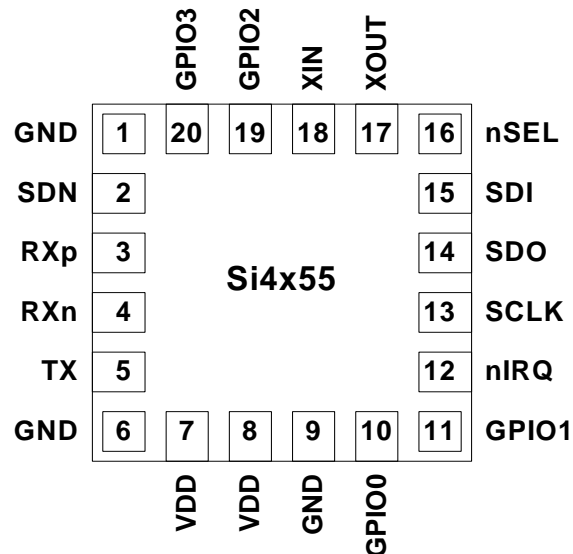 GPIO3 GPIO2 XIN XOUT
GND 1 20 19 18 17 16 nSEL
SDN 2 15 SDI
RXp 3 14 SDO
Si4x55
RXn 4 13 SCLK
TX 5 12 nIRQ
GND 6 7 8 9 10 11 GPIO1
VDD VDD GND GPIO0